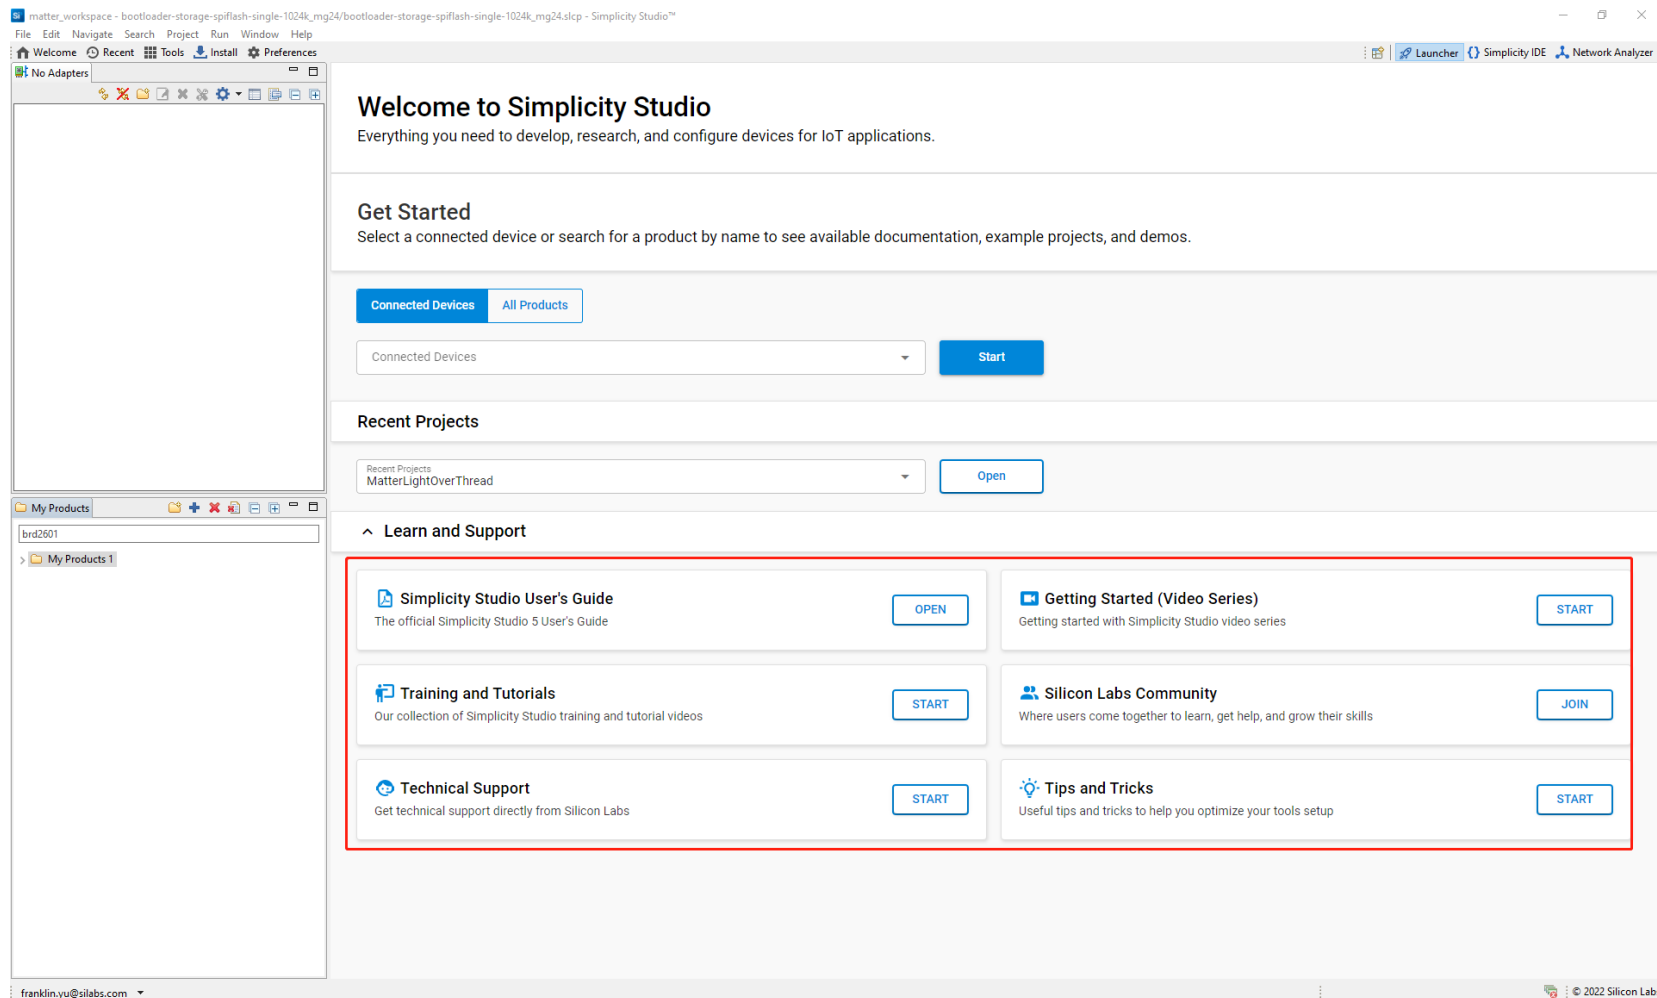 matter_workspace - bootloader-storage-spiflash-single-1024k_mg24/bootloader-storage-spiflash-single-1024k_mg24.slcp - Simplicity Studio™
File Edit Navigate Search Project Run Window Help
Welcome Recent Tools Install Preferences
Launcher Simplicity IDE Network Analyzer
No Adapters
Welcome to Simplicity Studio
Everything you need to develop, research, and configure devices for IoT applications.
Get Started
Select a connected device or search for a product by name to see available documentation, example projects, and demos.
Connected Devices All Products
Connected Devices Start
Recent Projects
Recent Projects
MatterLightOverThread
Open
My Products
brd2601
My Products 1
Learn and Support
Simplicity Studio User's Guide
The official Simplicity Studio 5 User's Guide
OPEN
Getting Started (Video Series)
Getting started with Simplicity Studio video series
START
Training and Tutorials
Our collection of Simplicity Studio training and tutorial videos
START
Silicon Labs Community
Where users come together to learn, get help, and grow their skills
JOIN
Technical Support
Get technical support directly from Silicon Labs
START
Tips and Tricks
Useful tips and tricks to help you optimize your tools setup
START
franklin.yu@silabs.com
© 2022 Silicon Lab